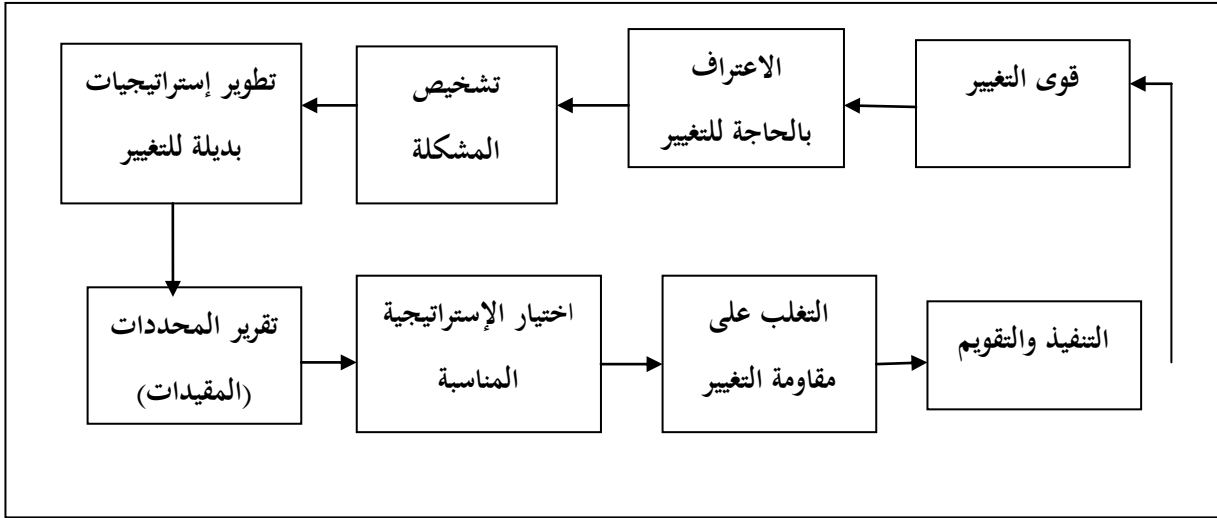 قوى التغيير
الاعتراف
بالحاجة للتغيير
تشخيص
المشكلة
تطوير إستراتيجيات
بديلة للتغيير
تقرير المحددات
(المقيدات)
اختيار الإستراتيجية
المناسبة
التغلب على
مقاومة التغيير
التنفيذ والتقويم